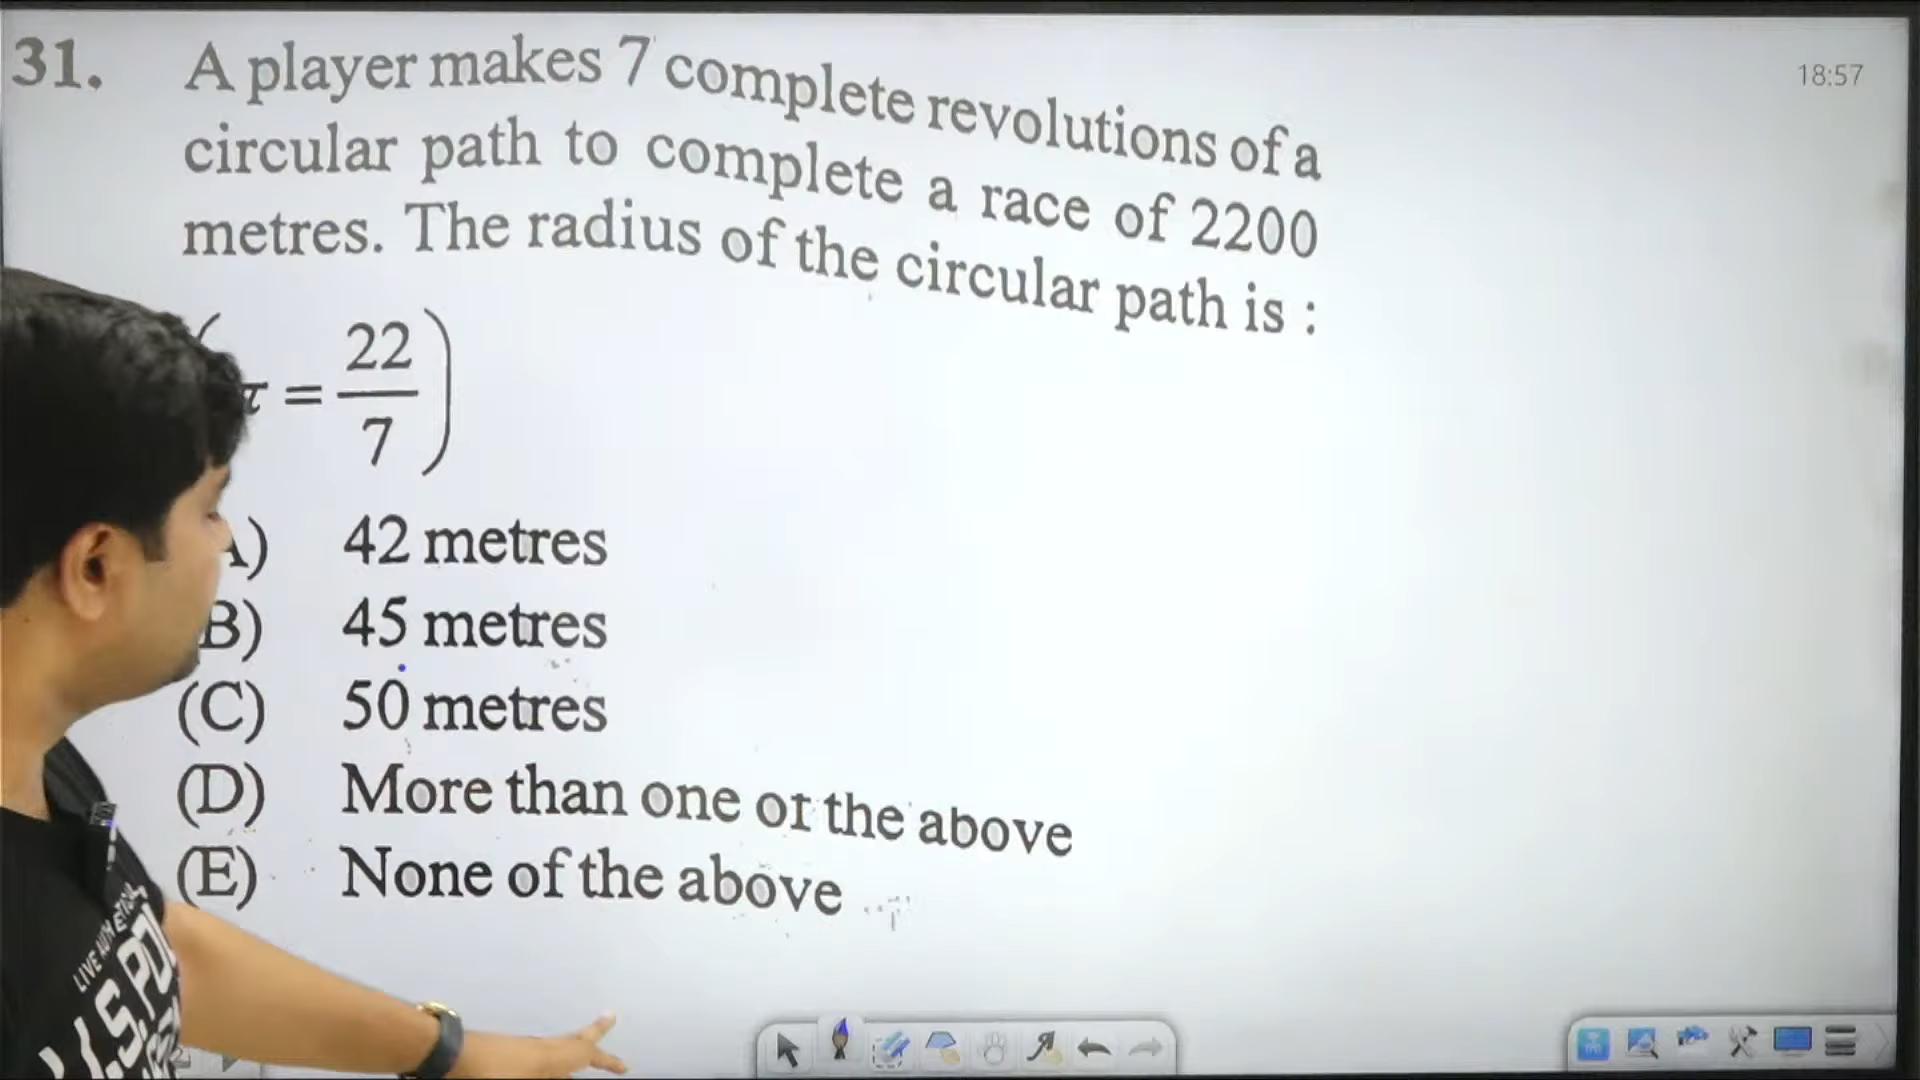 31. A player makes 7 complete revolutions of a
18:57
circular path to complete a race of 2200
metres. The radius of the circular path is :
= 22/7)
A) 42 metres
B) 45 metres
(C) 50 metres
(D) More than one of the above
(E) None of the above
LIVE